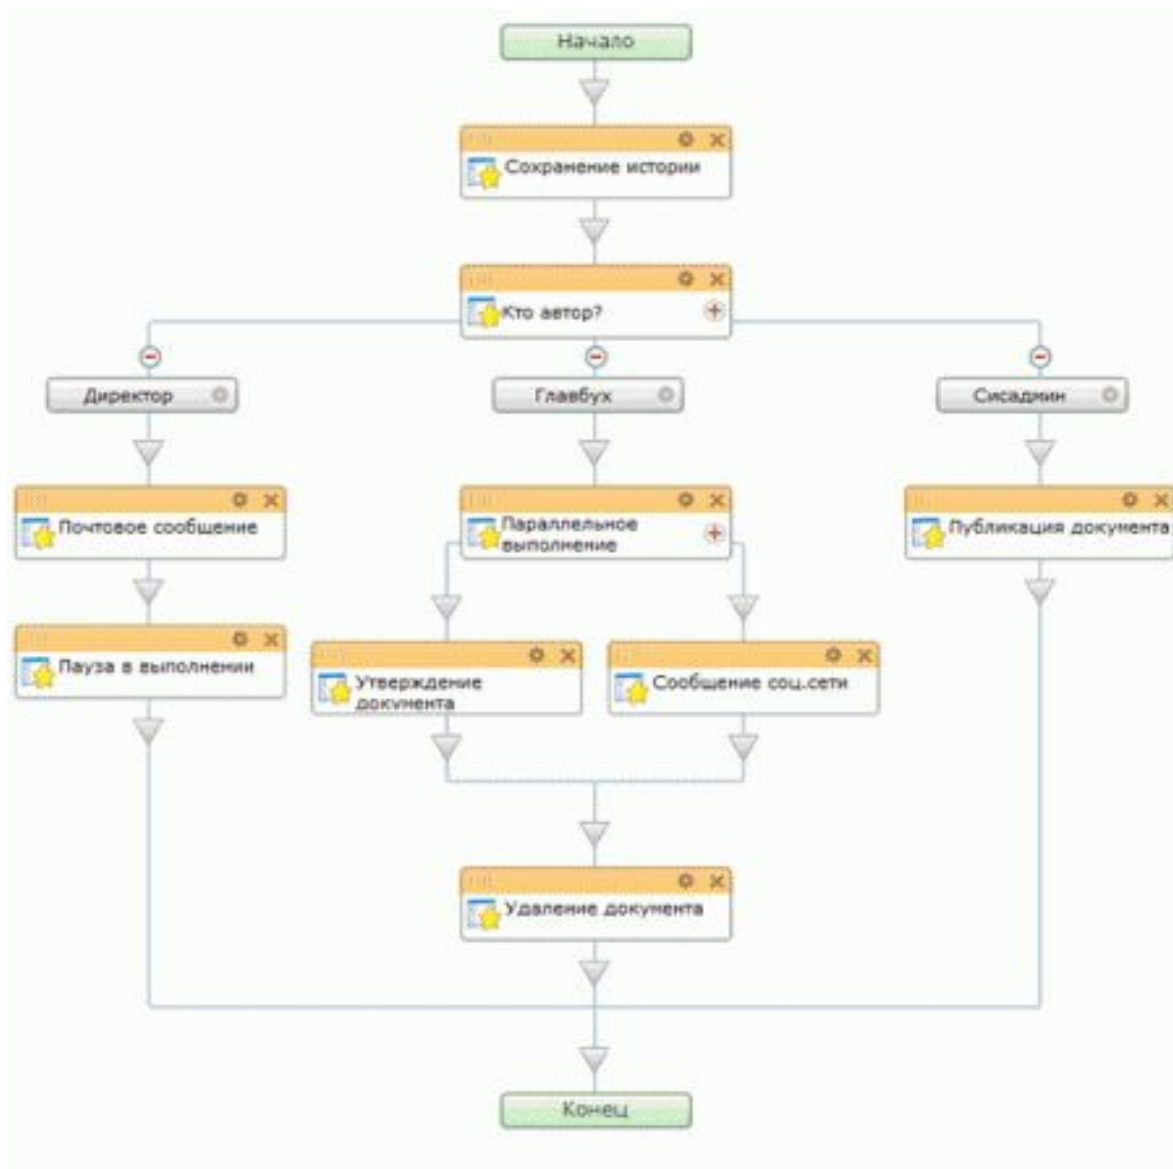 Начало
Сохранение истории
Кто автор?
Директор
Главбух
Сисадмин
Почтовое сообщение
Параллельное
выполнение
Публикация документа
Пауза в выполнении
Утверждение
документа
Сообщение соц.сети
Удаление документа
Конец